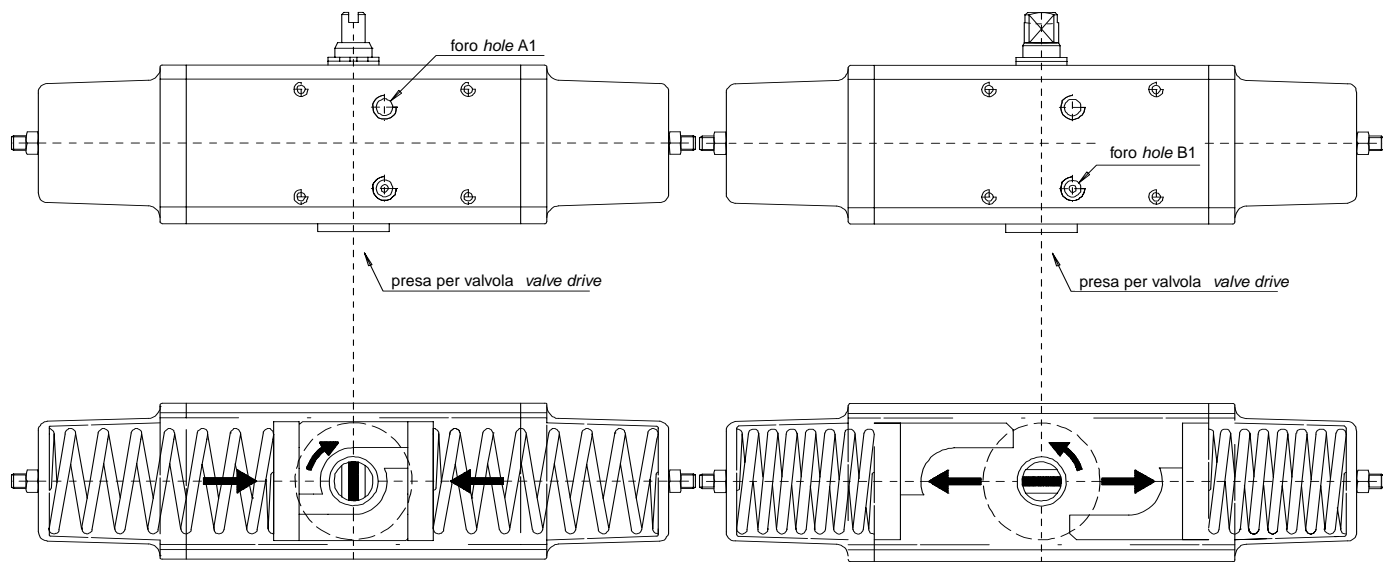 foro hole A1
foro hole B1
presa per valvola valve drive
presa per valvola valve drive